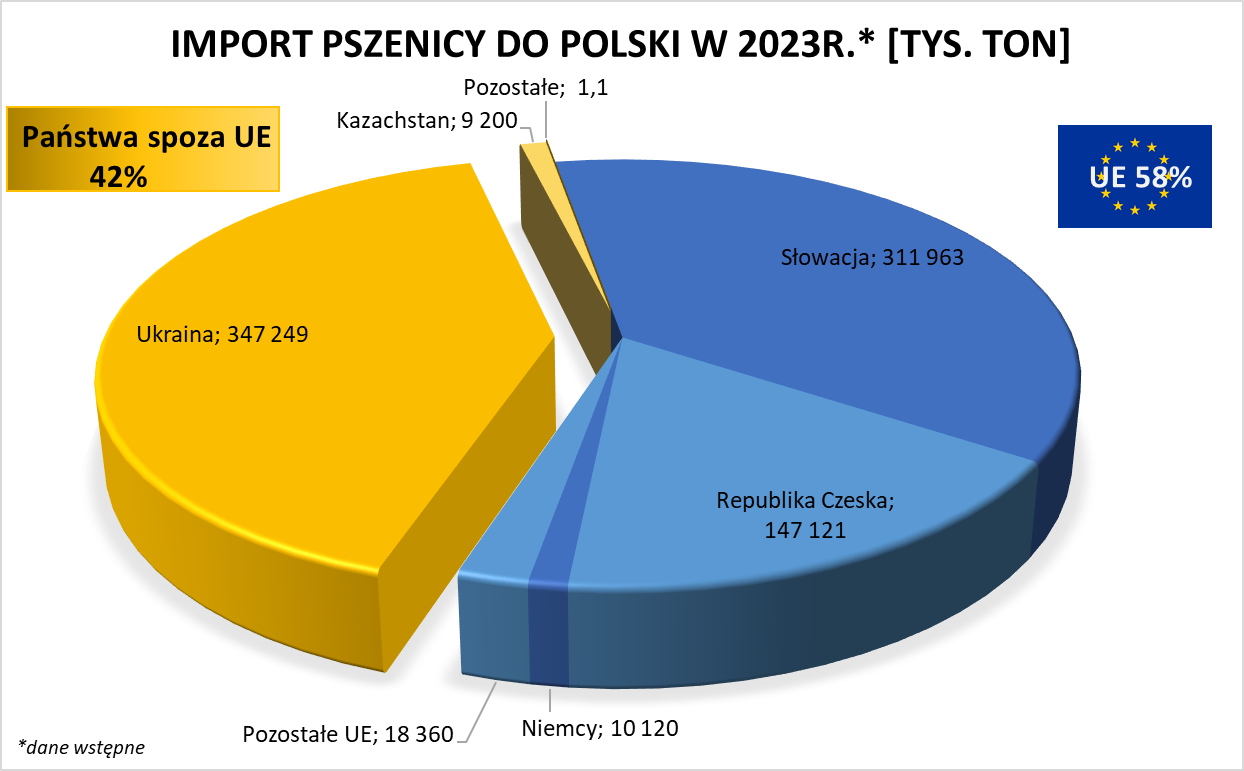 IMPORT PSZENICY DO POLSKI W 2023R.* [TYS. TON]
Pozostałe; 1,1
Kazachstan; 9 200
Państwa spoza UE
42%
UE 58%
Słowacja; 311 963
Ukraina; 347 249
Republika Czeska;
147 121
Pozostałe UE; 18 360
Niemcy; 10 120
*dane wstępne